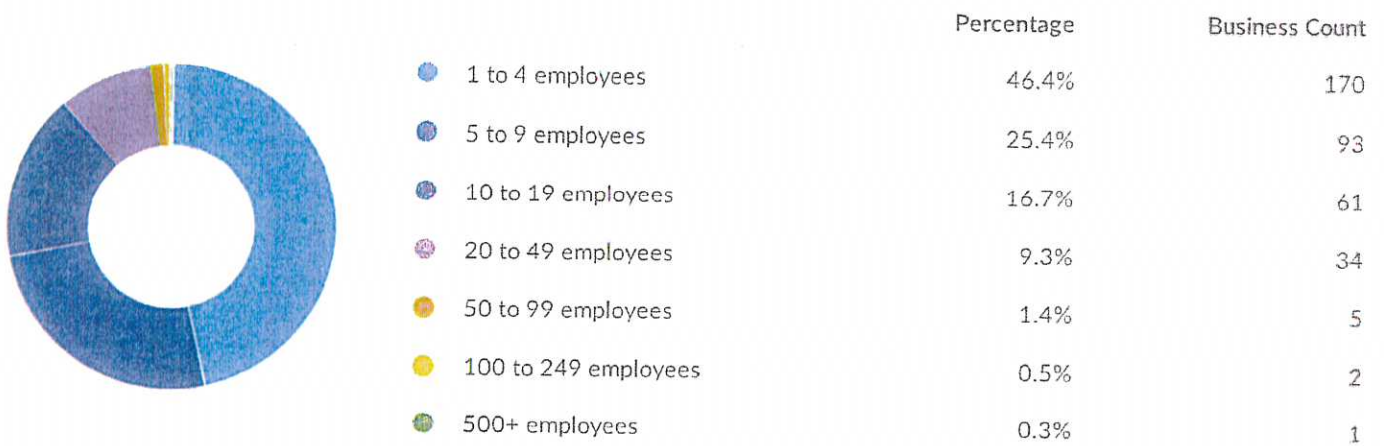 Percentage Business Count
1 to 4 employees 46.4% 170
5 to 9 employees 25.4% 93
10 to 19 employees 16.7% 61
20 to 49 employees 9.3% 34
50 to 99 employees 1.4% 5
100 to 249 employees 0.5% 2
500+ employees 0.3% 1